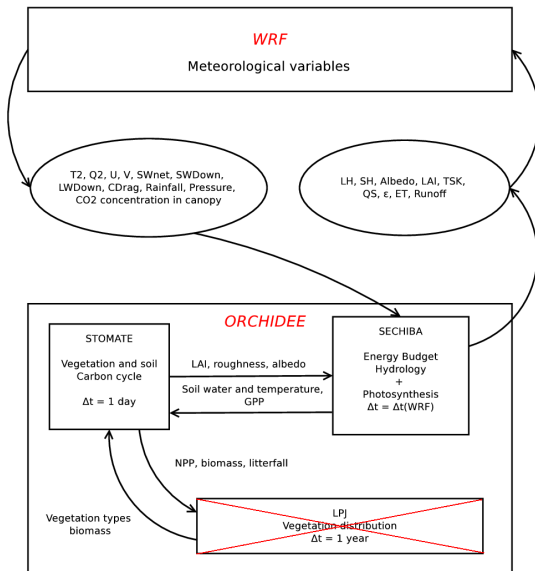 WRF
Meteorological variables
T2, Q2, U, V, SWnet, SWDown,
LWDown, CDrag, Rainfall, Pressure,
CO2 concentration in canopy
LH, SH, Albedo, LAI, TSK,
QS, ε, ET, Runoff
ORCHIDEE
STOMATE
Vegetation and soil
Carbon cycle
Δt = 1 day
LAI, roughness, albedo
Soil water and temperature,
GPP
SECHIBA
Energy Budget
Hydrology
+
Photosynthesis
Δt = Δt(WRF)
NPP, biomass, litterfall
Vegetation types
biomass
LPJ
Vegetation distribution
Δt = 1 year